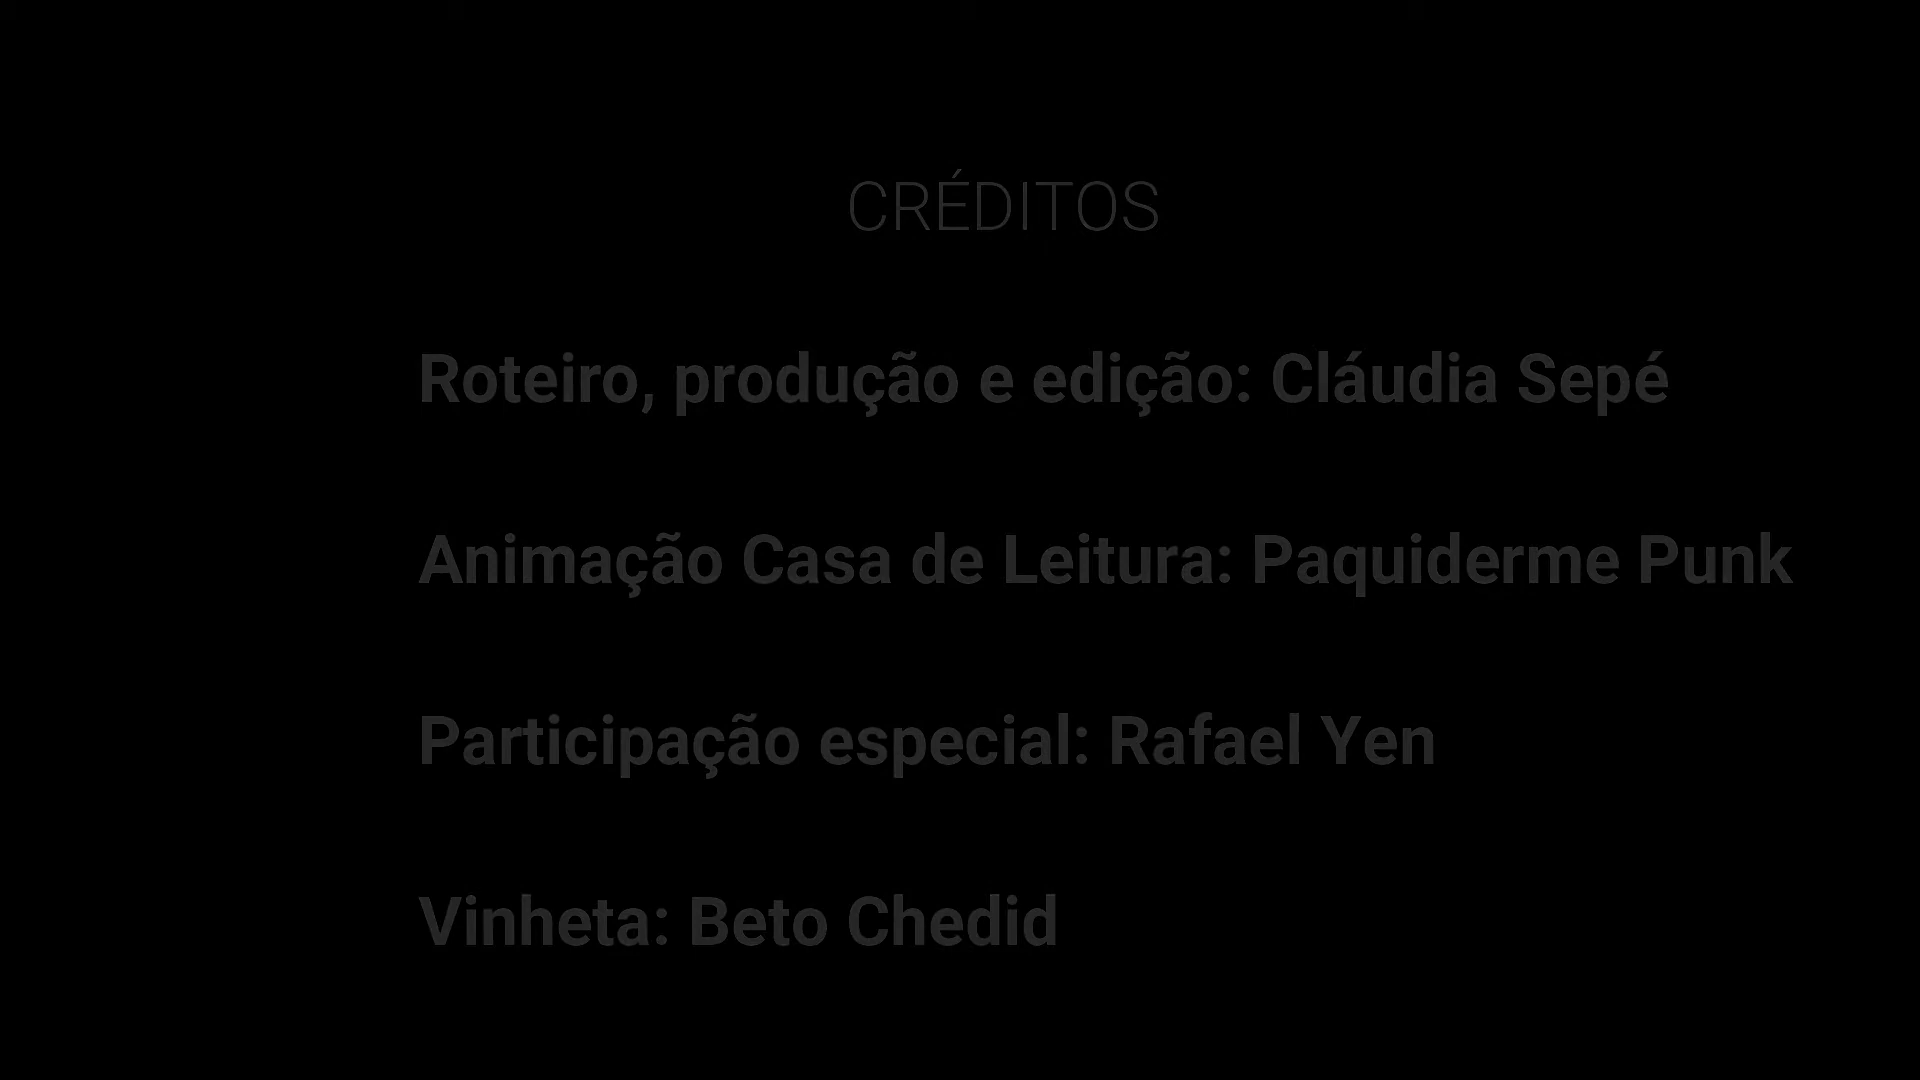 CRÉDITOS
Roteiro, produção e edição: Cláudia Sepé
Animação Casa de Leitura: Paquiderme Punk
Participação especial: Rafael Yen
Vinheta: Beto Chedid